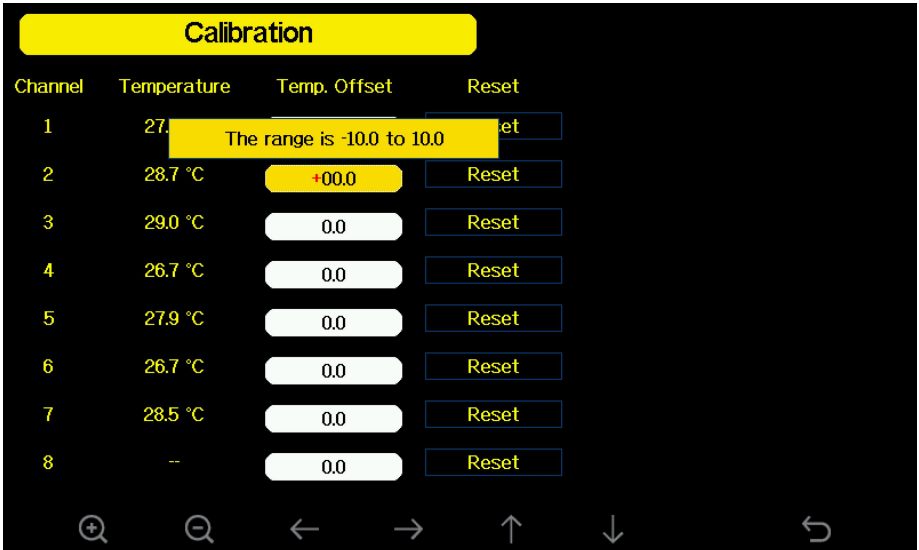 Calibration
Channel Temperature Temp. Offset Reset
1 27. et
The range is -10.0 to 10.0
2 28.7 °C +00.0 Reset
3 29.0 °C 0.0 Reset
4 26.7 °C 0.0 Reset
5 27.9 °C 0.0 Reset
6 26.7 °C 0.0 Reset
7 28.5 °C 0.0 Reset
8 -- 0.0 Reset